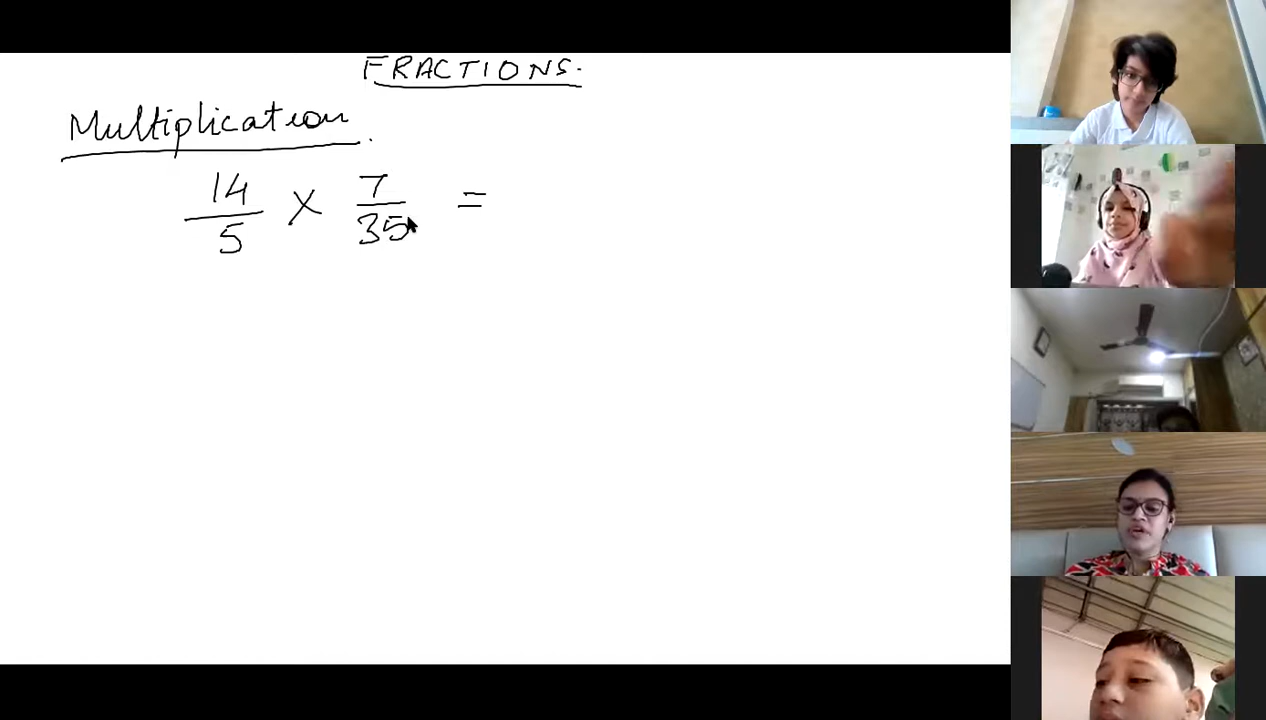 FRACTIONS.
Multiplication.
14/5 × 7/35 =